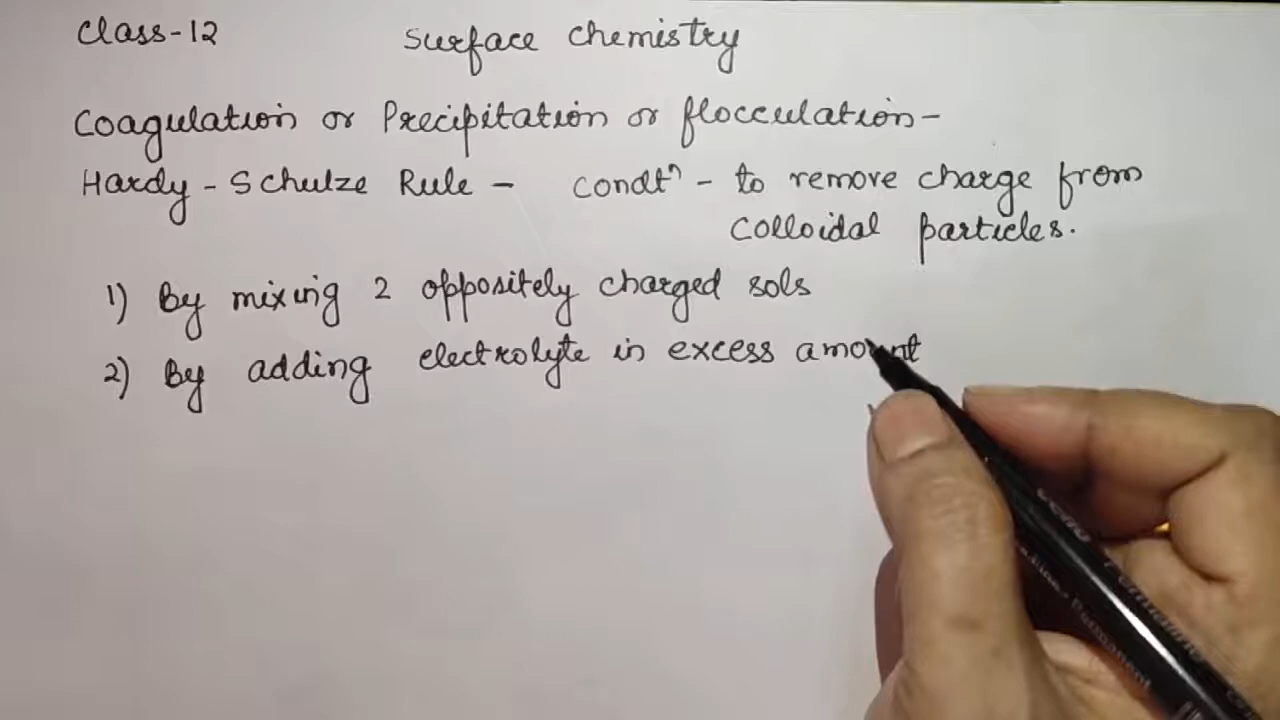 Class-12 Surface Chemistry
Coagulation or Precipitation or flocculation-
Hardy-Schulze Rule - Condtⁿ - to remove charge from
colloidal particles.
1) By mixing 2 oppositely charged sols
2) By adding electrolyte in excess amount